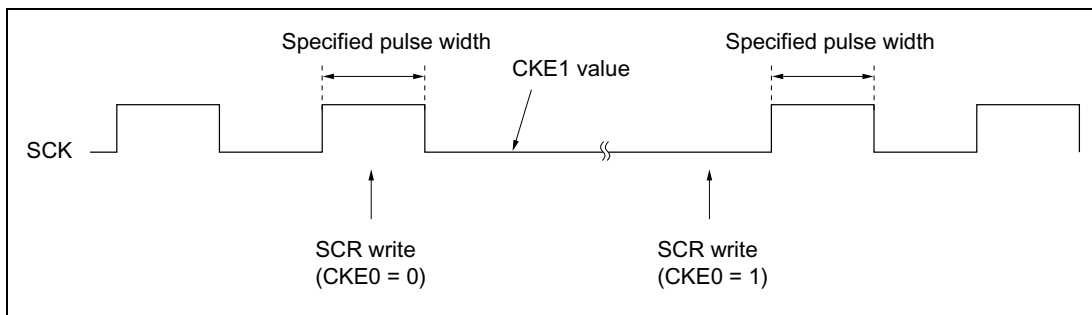 Specified pulse width
Specified pulse width
CKE1 value
SCK
SCR write
(CKE0 = 0)
SCR write
(CKE0 = 1)